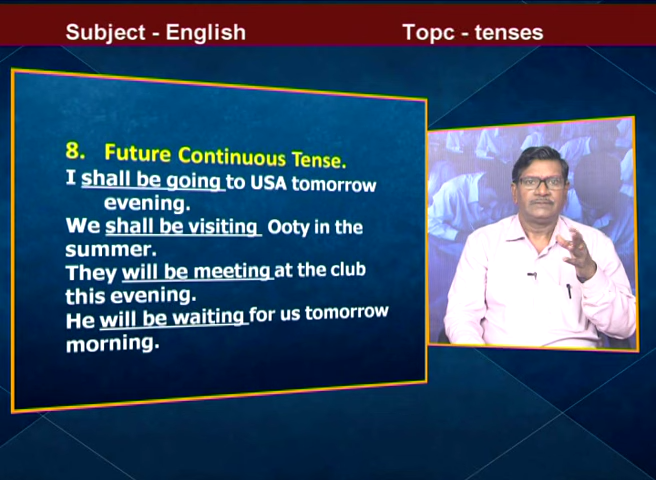 Subject - English
Topc - tenses
8. Future Continuous Tense.
I shall be going to USA tomorrow
evening.
We shall be visiting Ooty in the
summer.
They will be meeting at the club
this evening.
He will be waiting for us tomorrow
morning.